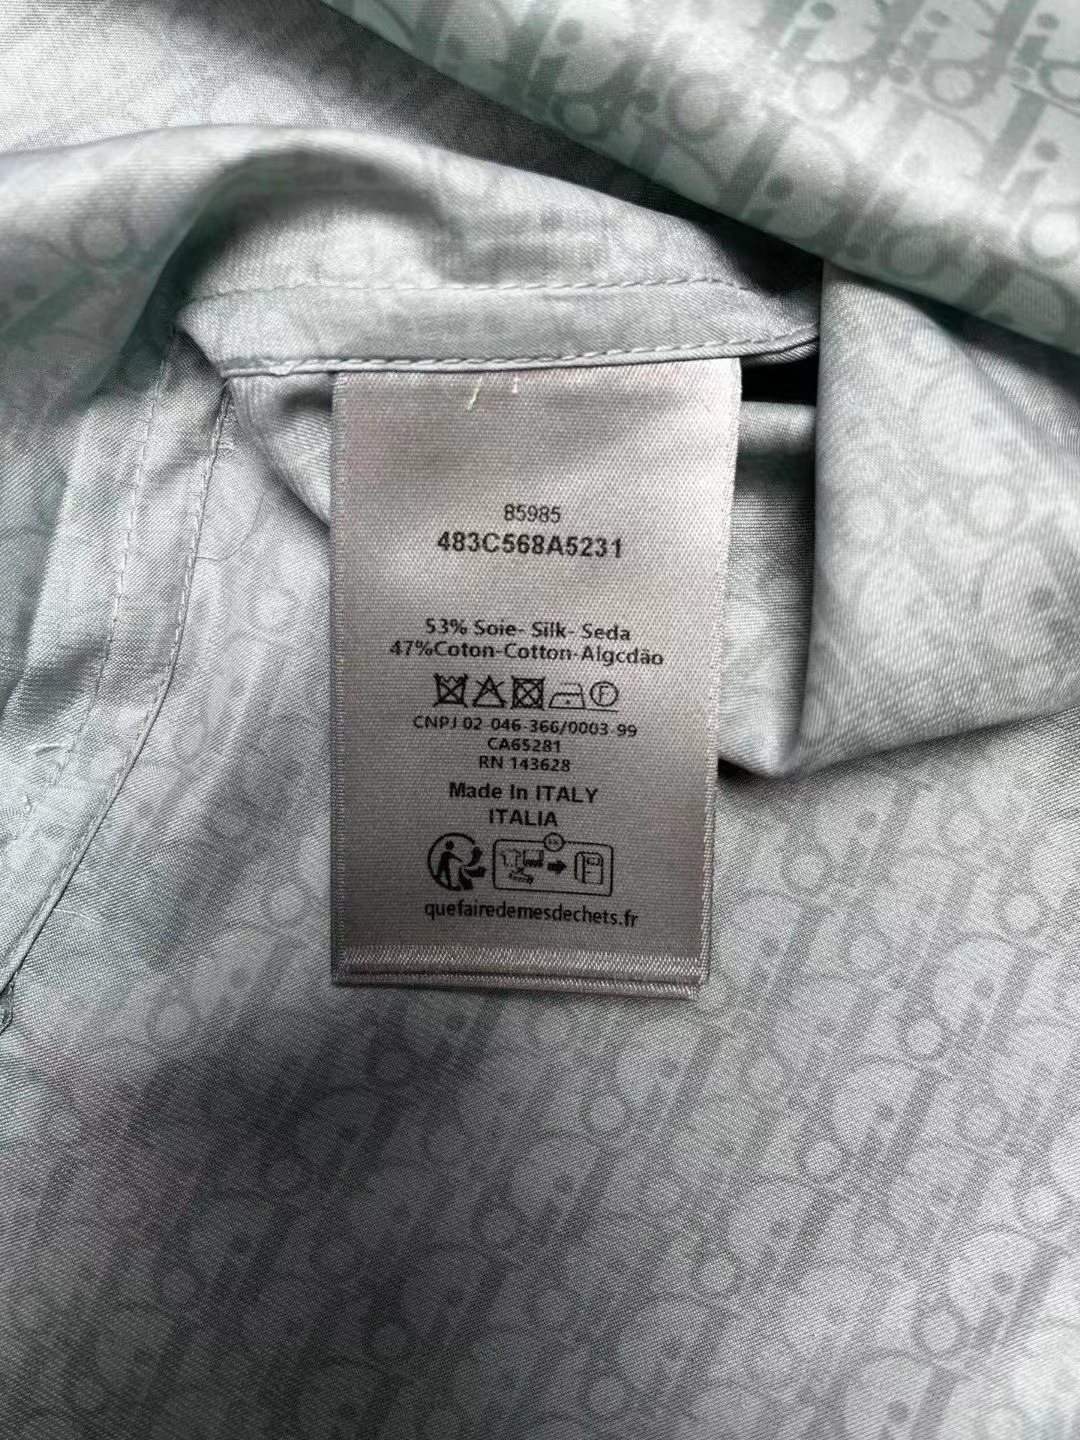 85985
483C568A5231
53% Soie- Silk- Seda
47%Coton-Cotton-Algcdão
F
CNPJ 02-046-366/0003-99
CA65281
RN 143628
Made In ITALY
ITALIA
quefairedemesdechets.fr